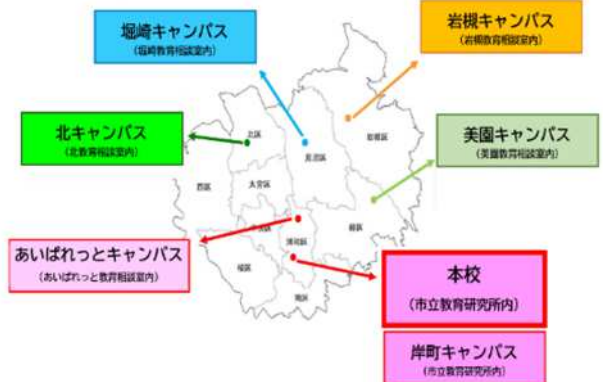 堀崎キャンパス
(堀崎教育相談室内)
岩槻キャンパス
(岩槻教育相談室内)
北キャンパス
(北教育相談室内)
美園キャンパス
(美園教育相談室内)
北区
見沼区
岩槻区
西区
大宮区
緑区
浦和区
桜区
南区
あいぱれっとキャンパス
(あいぱれっと教育相談室内)
本校
(市立教育研究所内)
岸町キャンパス
(市立教育研究所内)